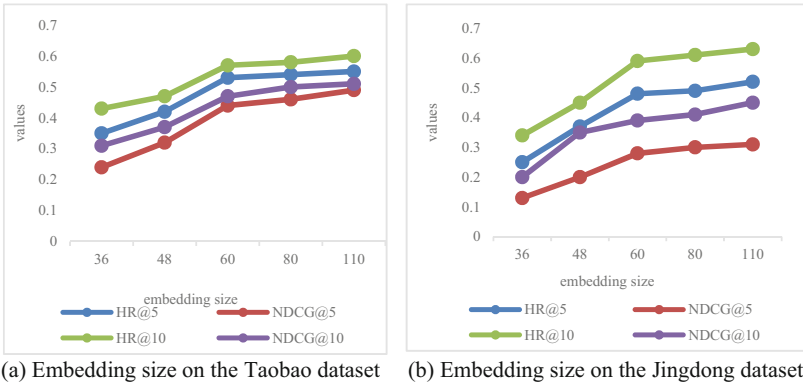 0.7
0.6
0.5
0.4
0.3
0.2
0.1
0
values
36 48 60 80 110
embedding size
HR@5 NDCG@5
HR@10 NDCG@10
(a) Embedding size on the Taobao dataset
0.7
0.6
0.5
0.4
0.3
0.2
0.1
0
values
36 48 60 80 110
embedding size
HR@5 NDCG@5
HR@10 NDCG@10
(b) Embedding size on the Jingdong dataset